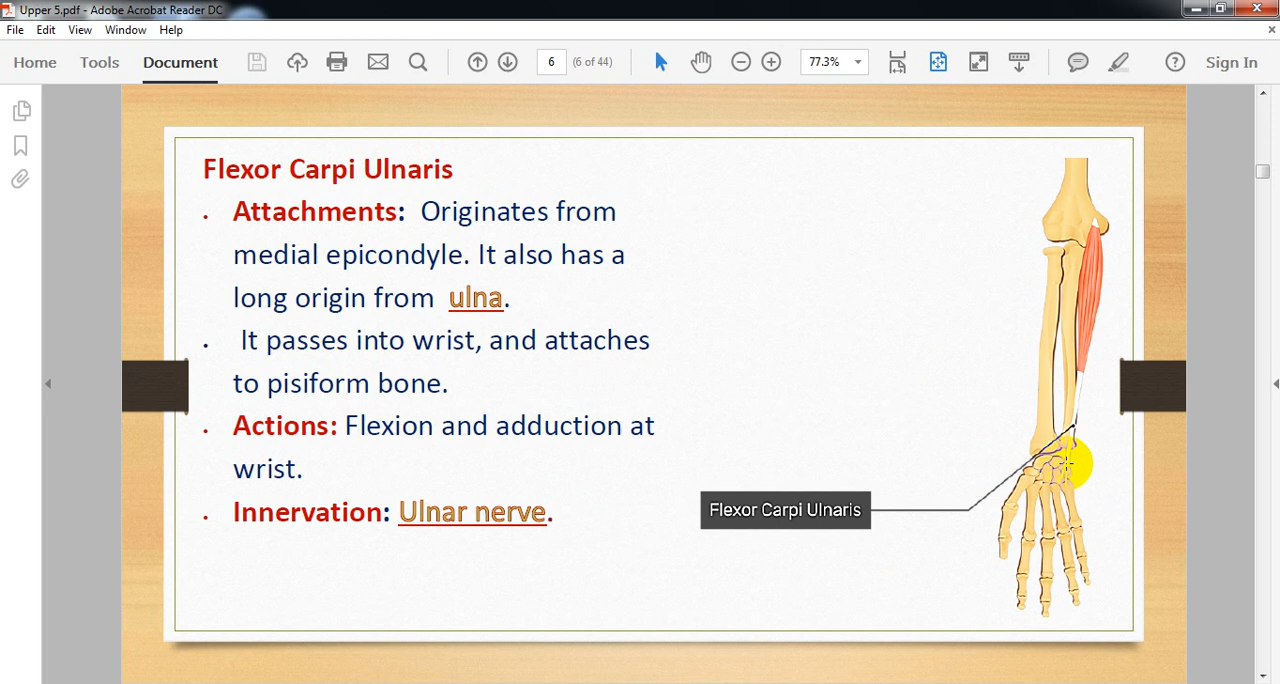 Upper 5.pdf - Adobe Acrobat Reader DC
File Edit View Window Help
Home Tools Document 6 (6 of 44) 77.3% Sign In
Flexor Carpi Ulnaris
• Attachments: Originates from
medial epicondyle. It also has a
long origin from ulna.
• It passes into wrist, and attaches
to pisiform bone.
• Actions: Flexion and adduction at
wrist.
• Innervation: Ulnar nerve.
Flexor Carpi Ulnaris